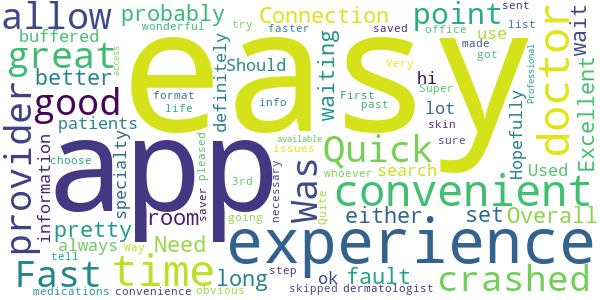 allow
probably
Connection
point
sent
try
faster
saved
office
list
wonderful
buffered
great
better
access
definitely
Should
waiting
hi
use
made
got
Very
wait
doctor
easy
Professional
good
format
info
life
First
past
Super
lot
skin
sure
Hopefully
Excellent
provider
patients
app
Quick
available
issues
search
Used
information
choose
specialty
pleased
whoever
convenient
Was
room
saver
3rd
necessary
Quite
either
set
Overall
pretty
always
Need
going
experience
Way
tell
obvious
Fast
time
long
step
ok
fault
crashed
medications
convenience
skipped
dermatologist